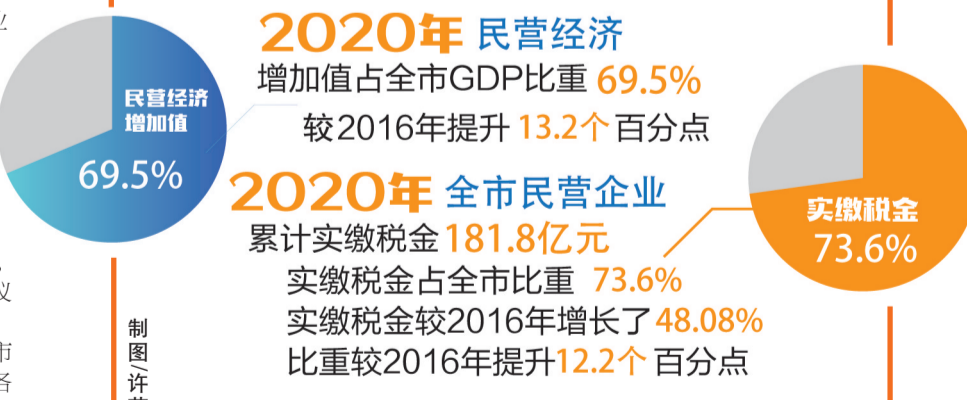 业
2020年 民营经济
增加值占全市GDP比重 69.5%
较2016年提升 13.2个 百分点
民营经济
增加值
69.5%
2020年 全市民营企业
累计实缴税金 181.8亿元
实缴税金占全市比重 73.6%
实缴税金较2016年增长了 48.08%
比重较2016年提升 12.2个 百分点
实缴税金
73.6%
议
市
各
制图/许